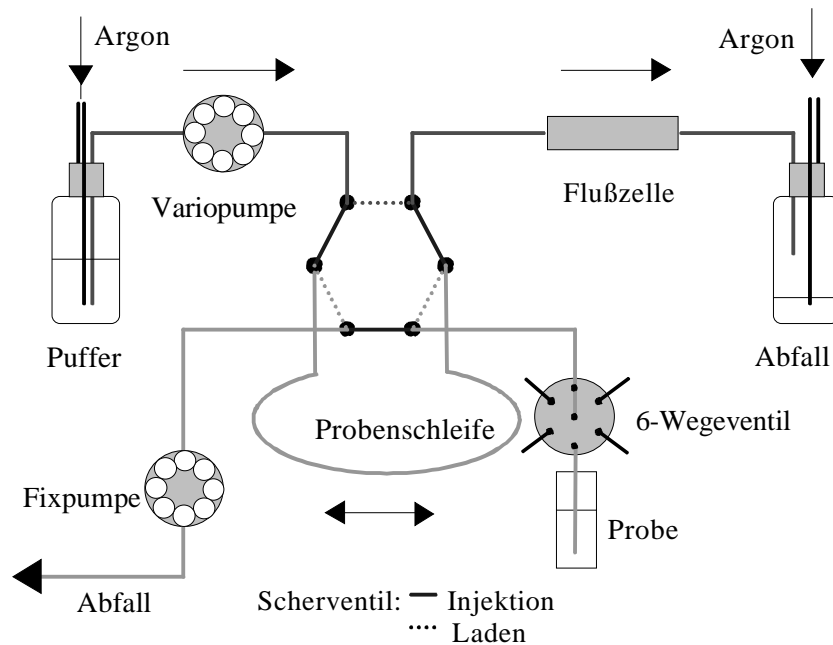 Argon
Argon
Variopumpe
Flußzelle
Puffer
Abfall
Probenschleife
6-Wegeventil
Fixpumpe
Probe
Abfall
Scherventil: Injektion
Laden